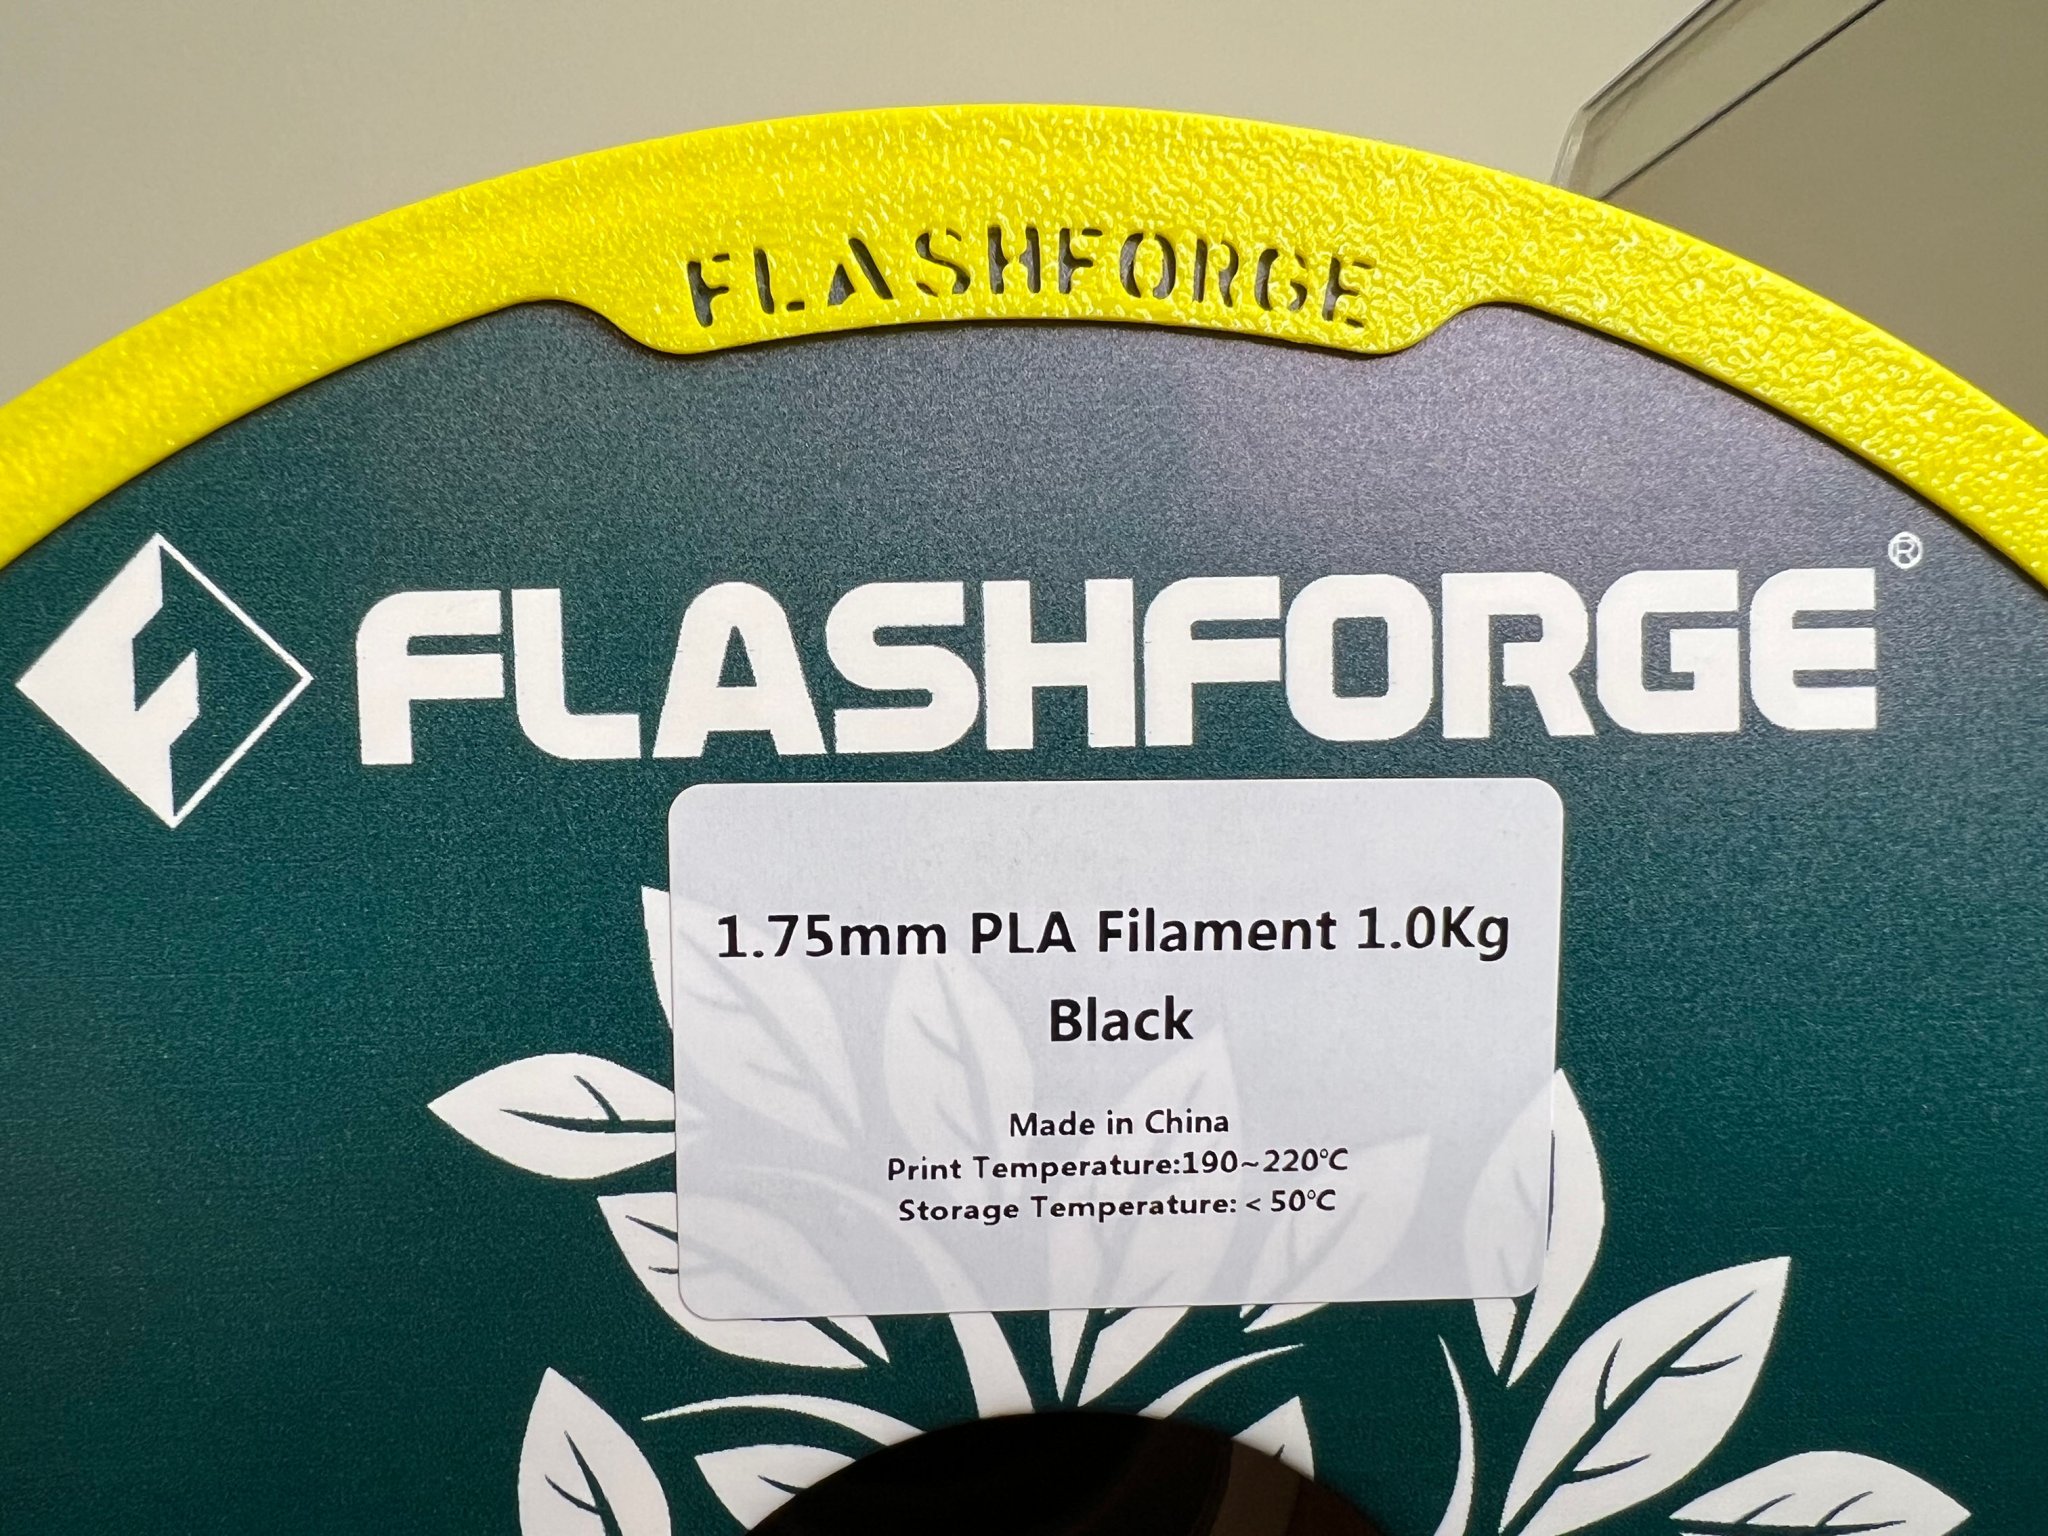 FLASHFORGE
FLASHFORGE®
1.75mm PLA Filament 1.0Kg
Black
Made in China
Print Temperature:190~220℃
Storage Temperature: < 50℃